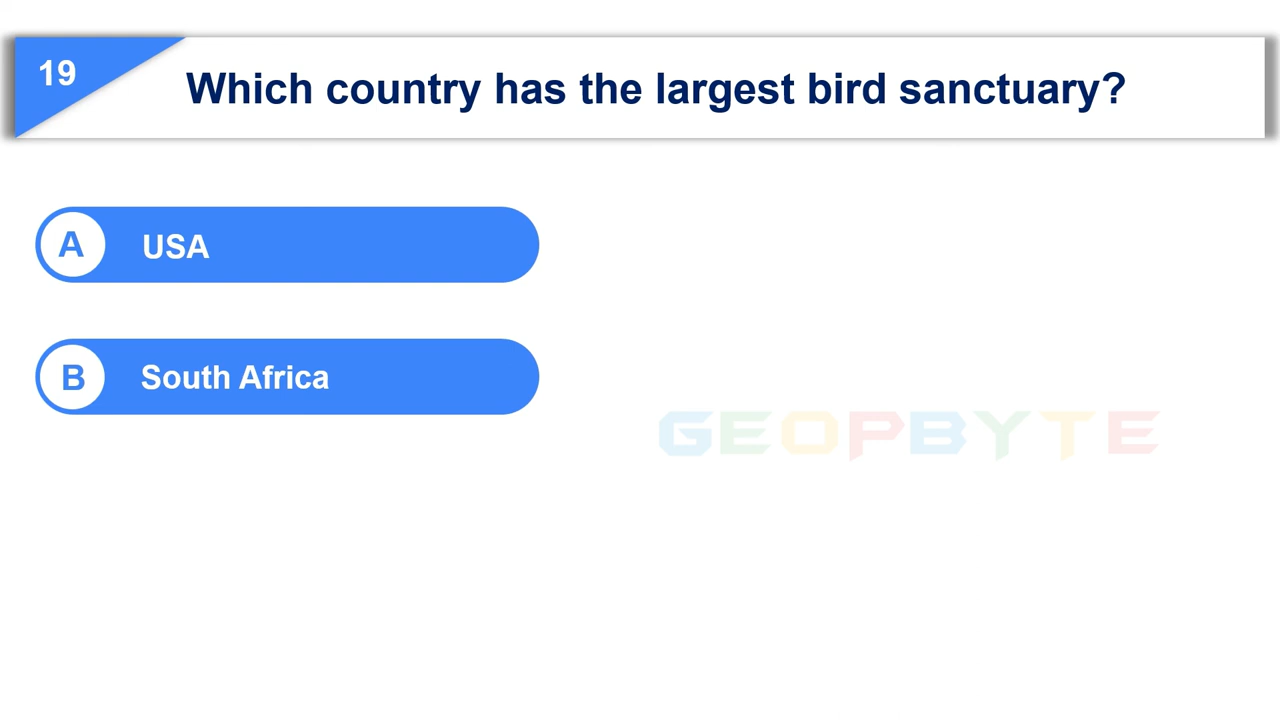 19
Which country has the largest bird sanctuary?
A
USA
B
South Africa
GEOPBYTE